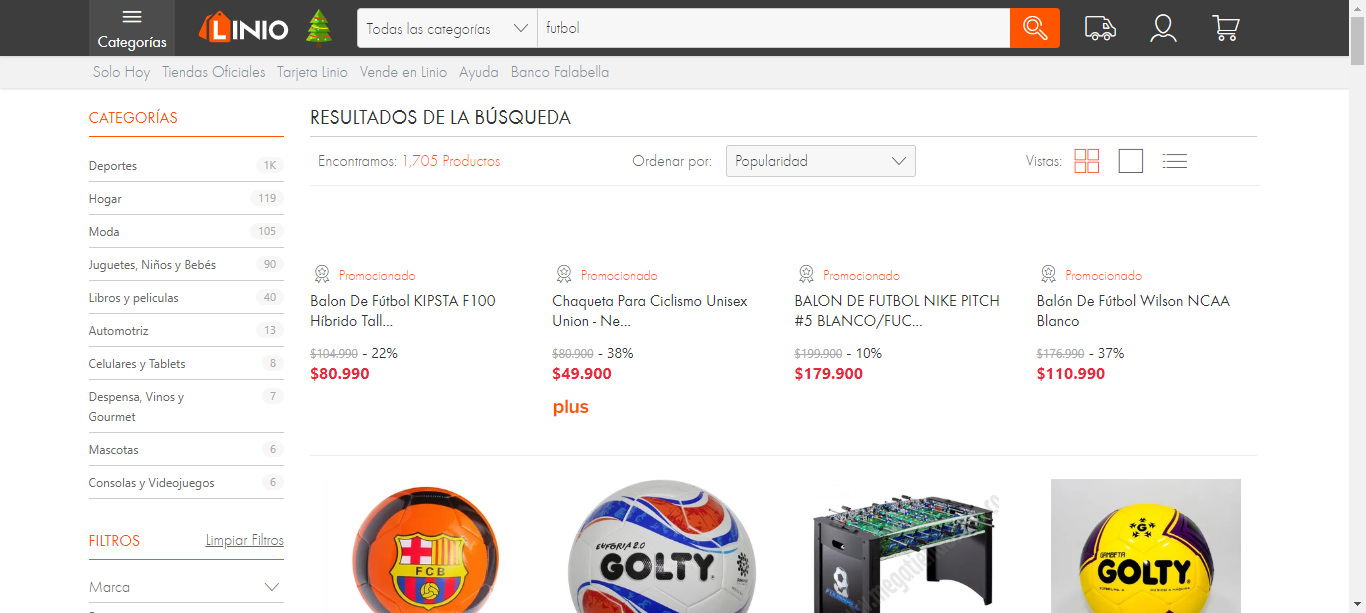 Categorías
LINIO
Todas las categorías
futbol
Solo Hoy Tiendas Oficiales Tarjeta Linio Vende en Linio Ayuda Banco Falabella
CATEGORÍAS
Deportes 1K
Hogar 119
Moda 105
Juguetes, Niños y Bebés 90
Libros y peliculas 40
Automotriz 13
Celulares y Tablets 8
Despensa, Vinos y 7
Gourmet
Mascotas 6
Consolas y Videojuegos 6
FILTROS Limpiar Filtros
Marca
RESULTADOS DE LA BÚSQUEDA
Encontramos: 1,705 Productos
Ordenar por: Popularidad
Vistas:
Promocionado
Balon De Fútbol KIPSTA F100
Híbrido Tall...
$104.990 - 22%
$80.990
Promocionado
Chaqueta Para Ciclismo Unisex
Union - Ne...
$80.900 - 38%
$49.900
plus
Promocionado
BALON DE FUTBOL NIKE PITCH
#5 BLANCO/FUC...
$199.900 - 10%
$179.900
Promocionado
Balón De Fútbol Wilson NCAA
Blanco
$176.990 - 37%
$110.990
FCB
EUFORIA 2.0
GOLTY
GAMBETA
GOLTY